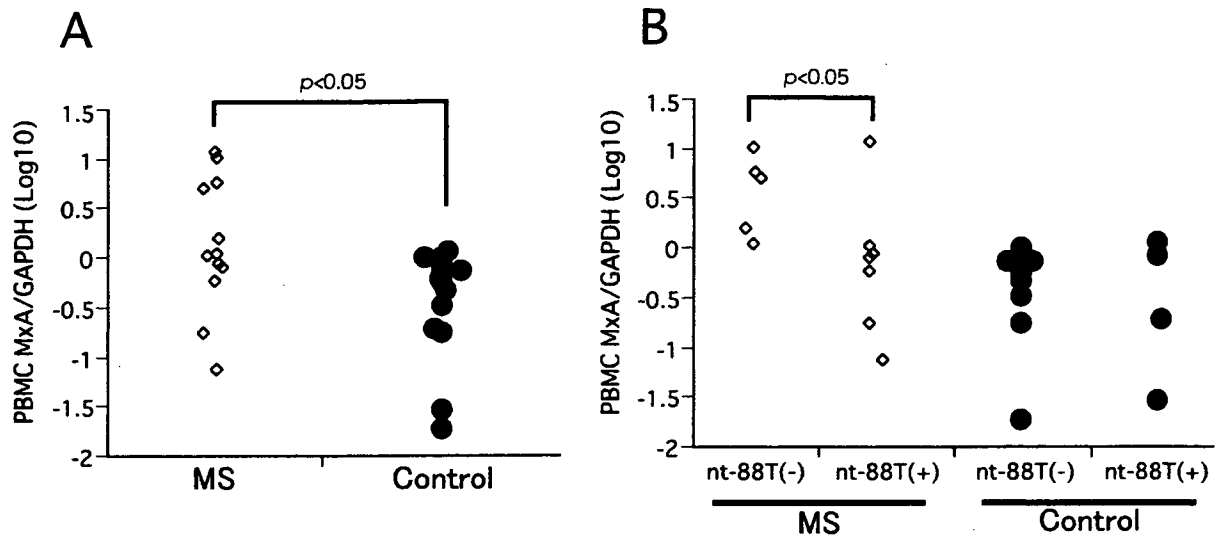 A
p<0.05
PBMC MxA/GAPDH (Log10)
1.5
1
0.5
0
-0.5
-1
-1.5
-2
MS
Control
B
p<0.05
PBMC MxA/GAPDH (Log10)
1.5
1
0.5
0
-0.5
-1
-1.5
-2
nt-88T(-)
nt-88T(+)
nt-88T(-)
nt-88T(+)
MS
Control